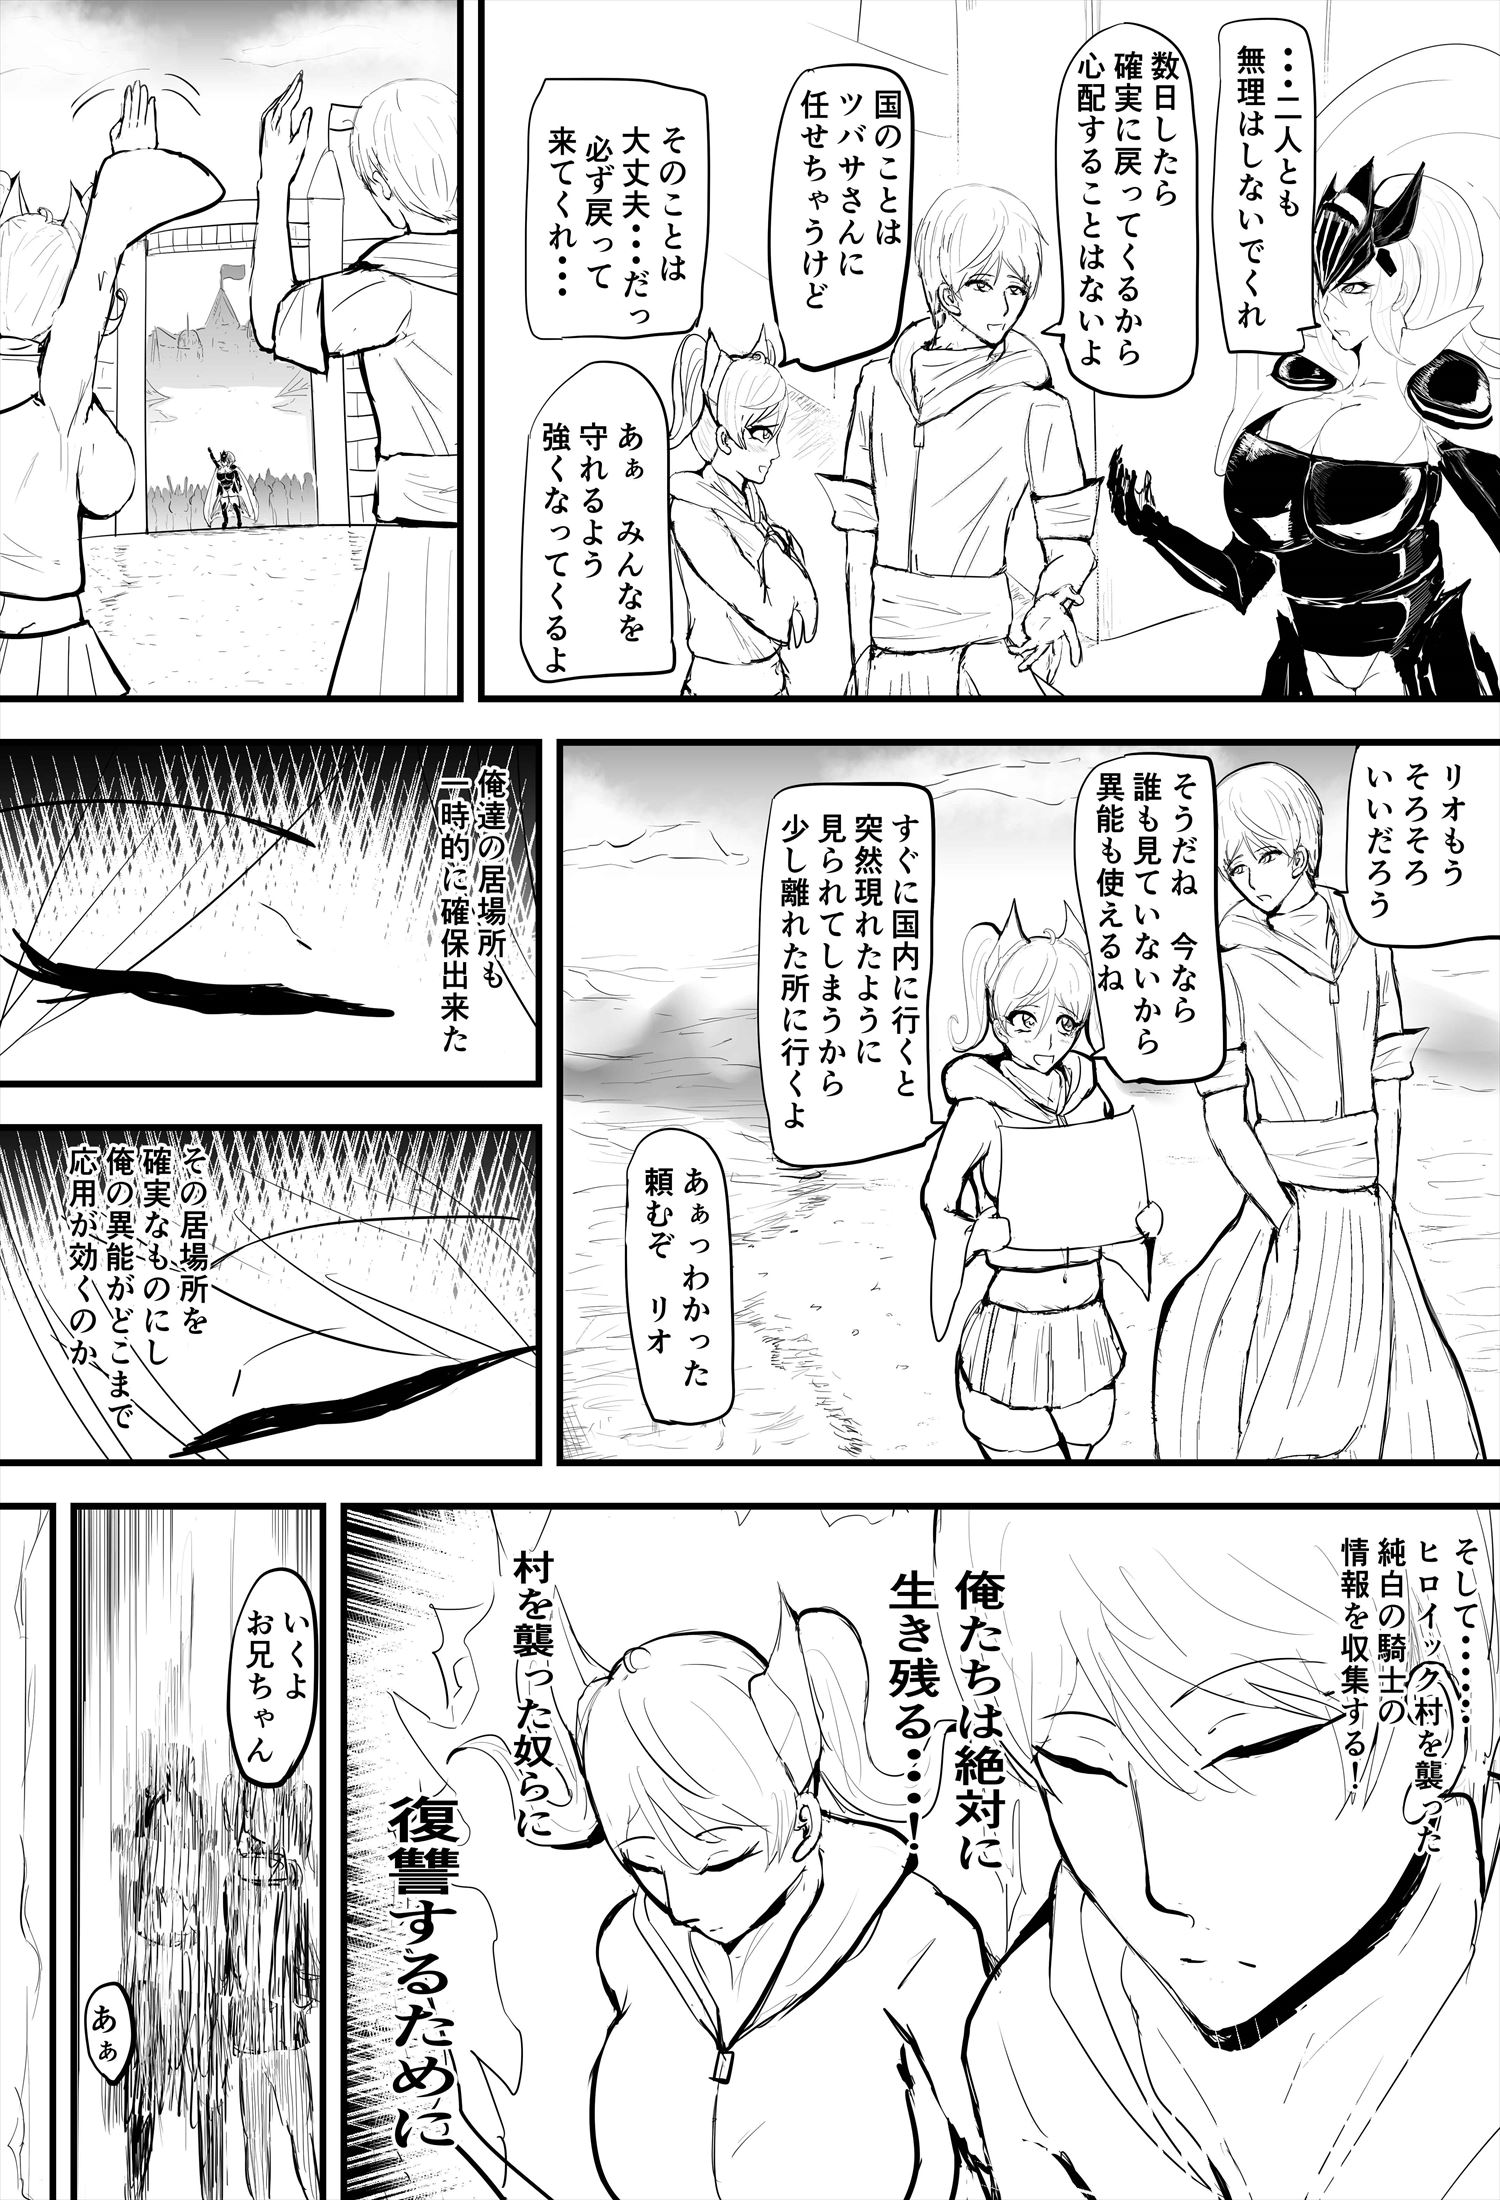 ・・・二人とも
無理はしないでくれ
数日したら
確実に戻ってくるから
心配することはないよ
国のことは
ツバサさんに
任せちゃうけど
そのことは
大丈夫・・・だっ
必ず戻って
来てくれ・・・
あぁ　みんなを
守れるよう
強くなってくるよ
リオもう
そろそろ
いいだろう
そうだね　今なら
誰も見ていないから
異能も使えるね
すぐに国内に行くと
突然現れたように
見られてしまうから
少し離れた所に行くよ
あぁっわかった
頼むぞ　リオ
俺達の居場所も
一時的に確保出来た
その居場所を
確実なものにし
俺の異能がどこまで
応用が効くのか
そして・・・・・・
ヒロイック村を襲った
純白の騎士の
情報を収集する！
俺たちは絶対に
生き残る・・・！
村を襲った奴らに
復讐するために
いくよ
お兄ちゃん
あぁ